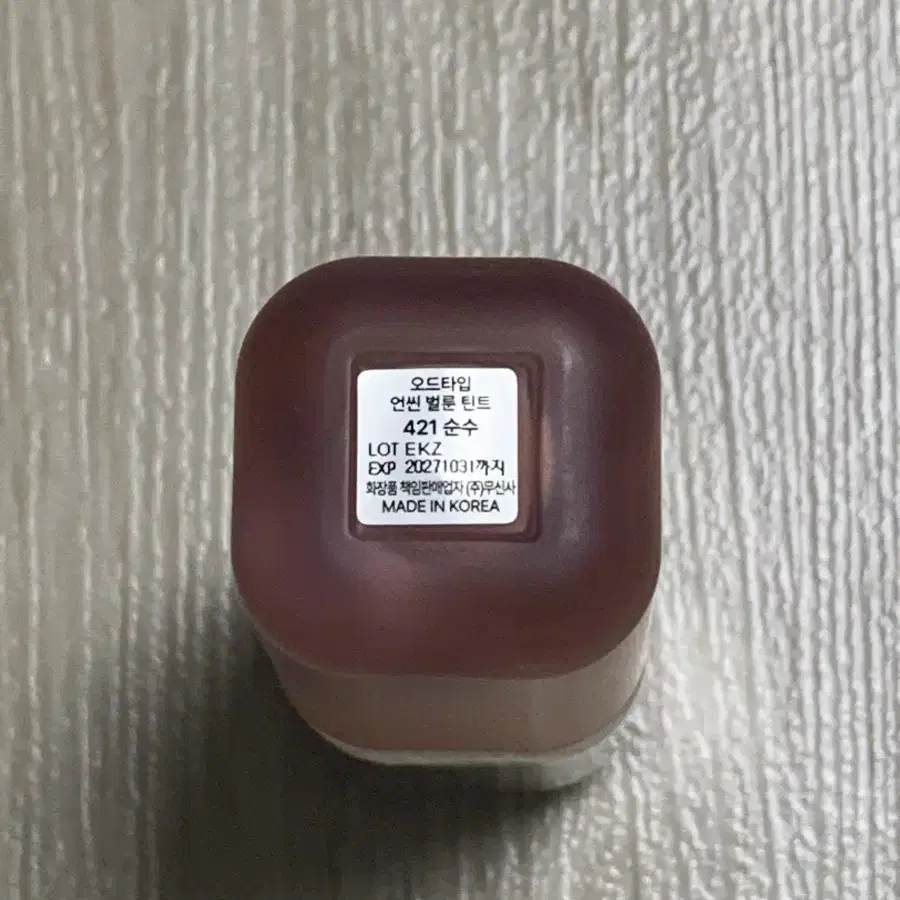 오드타입
언씬 벌룬 틴트
421 순수
LOT EKZ
EXP 20271031까지
화장품 책임판매업자 (주)무신사
MADE IN KOREA